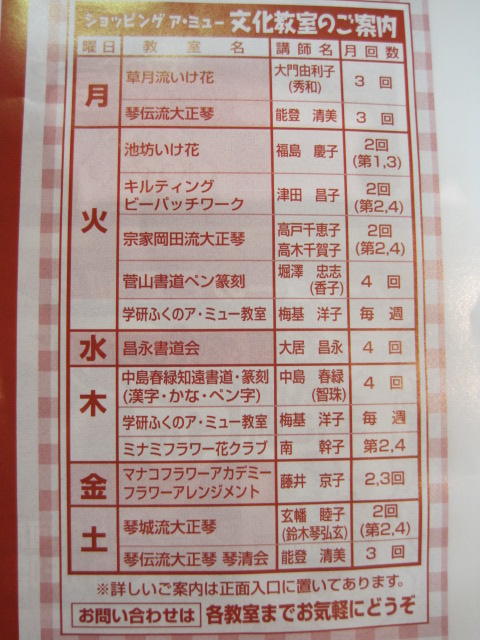 ショッピング ア・ミュー 文化教室のご案内
曜日 教室名 講師名 月回数
月 草月流いけ花 大門由利子 (秀和) 3回
琴伝流大正琴 能登 清美 3回
火 池坊いけ花 福島 慶子 2回 (第1,3)
キルティング
ビーパッチワーク 津田 昌子 2回 (第2,4)
宗家岡田流大正琴 高戸千恵子 高木千賀子 2回 (第2,4)
菅山書道ペン篆刻 堀澤 忠志 (香子) 4回
学研ふくのア・ミュー教室 梅基 洋子 毎週
水 昌永書道会 大居 昌永 4回
木 中島春緑知遠書道・篆刻
(漢字・かな・ペン字) 中島 春緑 (智珠) 4回
学研ふくのア・ミュー教室 梅基 洋子 毎週
ミナミフラワー花クラブ 南 幹子 第2,4
金 マナコフラワーアカデミー
フラワーアレンジメント 藤井 京子 2,3回
土 琴城流大正琴 玄幡 睦子 (鈴木琴弘玄) 2回 (第2,4)
琴伝流大正琴 琴清会 能登 清美 3回
※詳しいご案内は正面入口に置いてあります。
お問い合わせは 各教室までお気軽にどうぞ